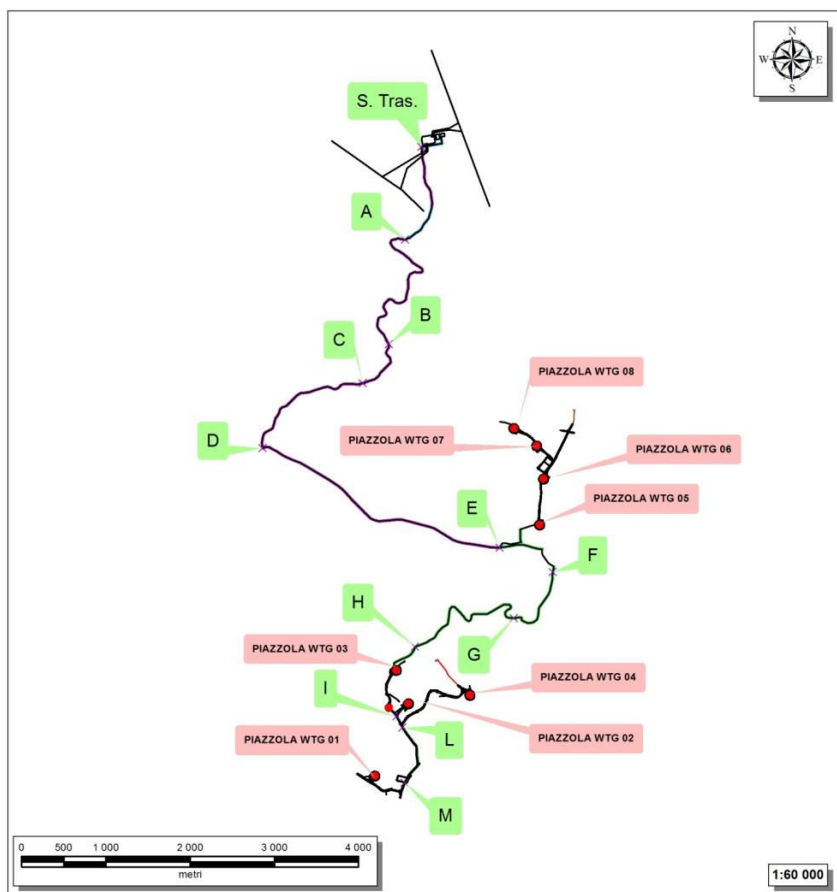 N
W E
S
S. Tras.
A
B
C
PIAZZOLA WTG 08
D
PIAZZOLA WTG 07
PIAZZOLA WTG 06
PIAZZOLA WTG 05
E
F
H
PIAZZOLA WTG 03
G
PIAZZOLA WTG 04
I
PIAZZOLA WTG 01
L
PIAZZOLA WTG 02
M
0 500 1 000 2 000 3 000 4 000
metri
1:60 000